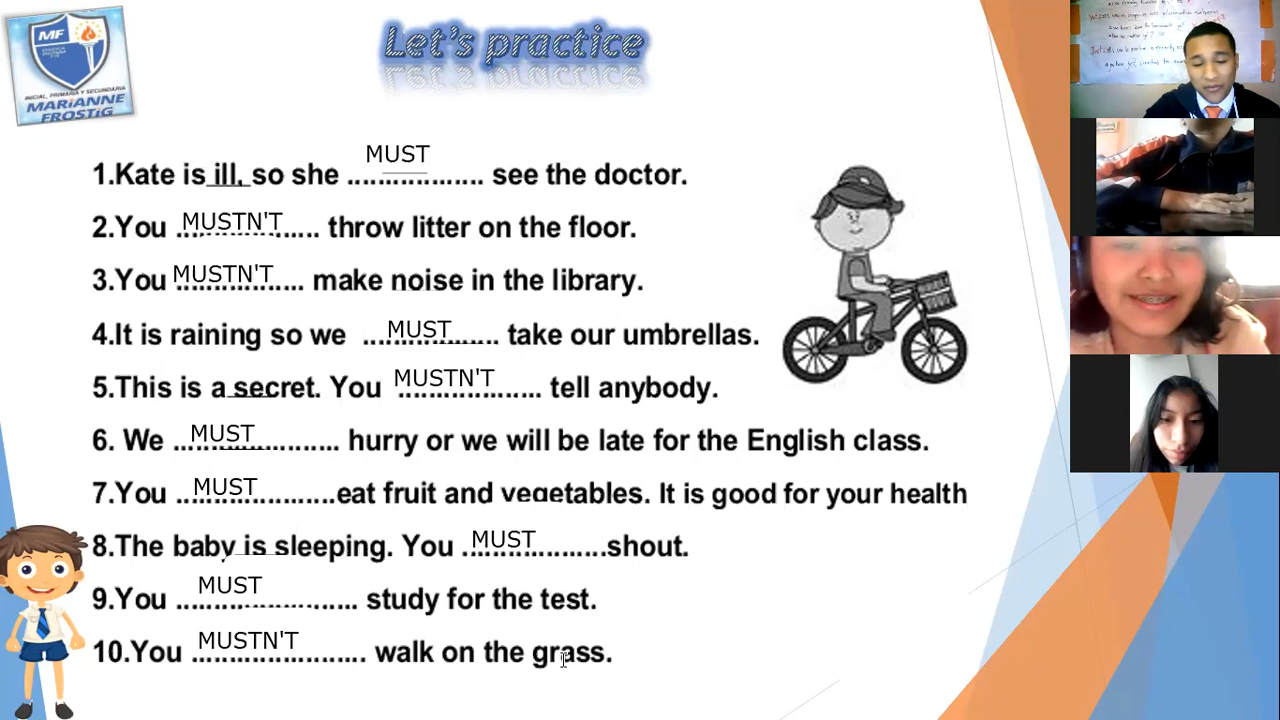 MF
INICIAL, PRIMARIA Y SECUNDARIA
MARiANNE
FROSTiG
Let's practice
1.Kate is ill, so she ...MUST... see the doctor.
2.You ...MUSTN'T... throw litter on the floor.
3.You ...MUSTN'T... make noise in the library.
4.It is raining so we ...MUST... take our umbrellas.
5.This is a secret. You ...MUSTN'T... tell anybody.
6. We ...MUST... hurry or we will be late for the English class.
7.You ...MUST...eat fruit and vegetables. It is good for your health
8.The baby is sleeping. You ...MUST...shout.
9.You ...MUST... study for the test.
10.You ...MUSTN'T... walk on the grass.